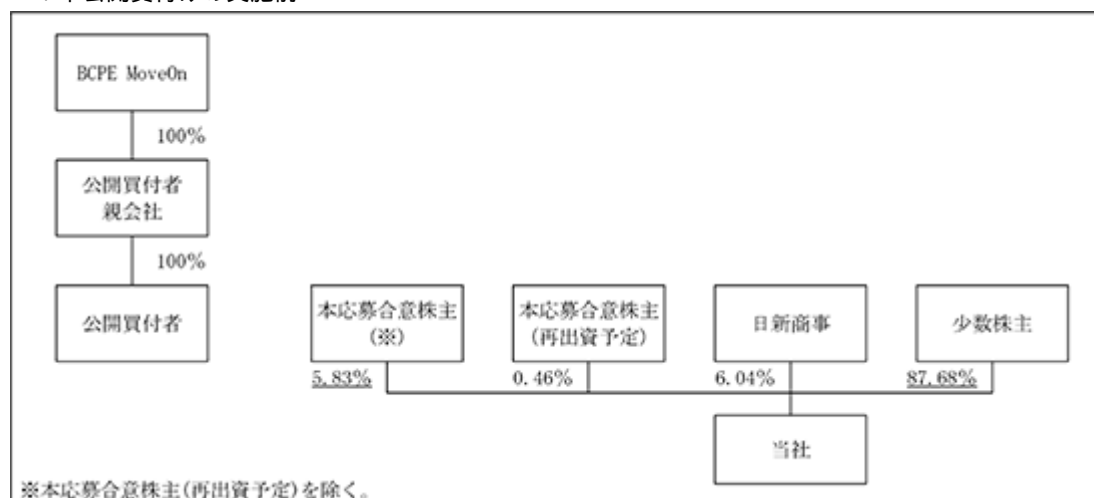 BCPE MoveOn
100%
公開買付者
親会社
100%
公開買付者
本応募合意株主
(※)
本応募合意株主
(再出資予定)
日新商事
少数株主
5.83%
0.46%
6.04%
87.68%
当社
※本応募合意株主(再出資予定)を除く。